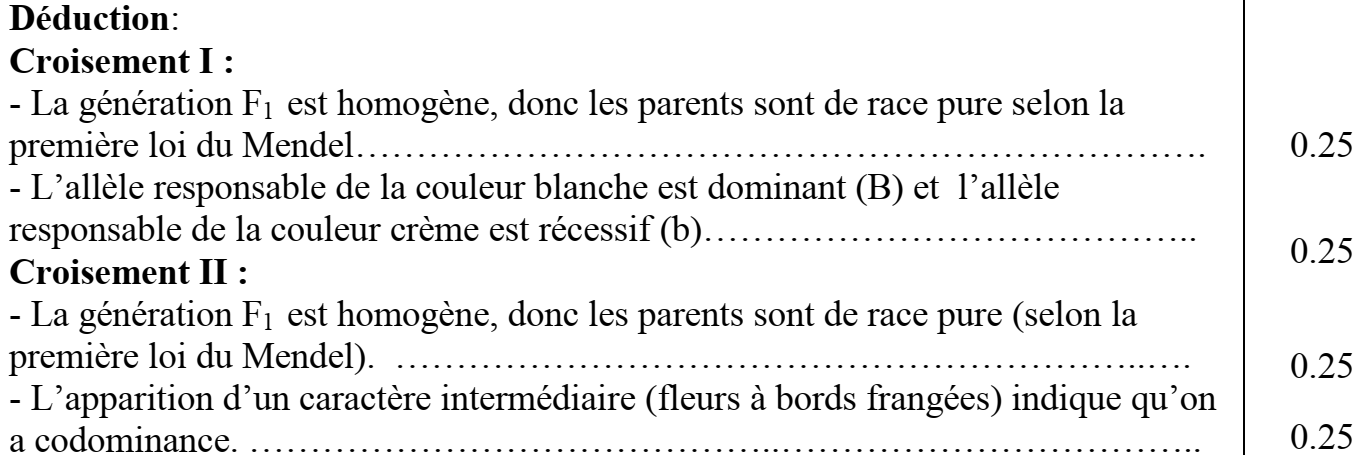 Déduction:
Croisement I :
- La génération F₁ est homogène, donc les parents sont de race pure selon la
première loi du Mendel………………………………………………………………. 0.25
- L’allèle responsable de la couleur blanche est dominant (B) et l’allèle
responsable de la couleur crème est récessif (b)………………………………….. 0.25
Croisement II :
- La génération F₁ est homogène, donc les parents sont de race pure (selon la
première loi du Mendel). ……………………………………………………...…. 0.25
- L’apparition d’un caractère intermédiaire (fleurs à bords frangées) indique qu’on
a codominance. ……………………………………...…………………………….. 0.25